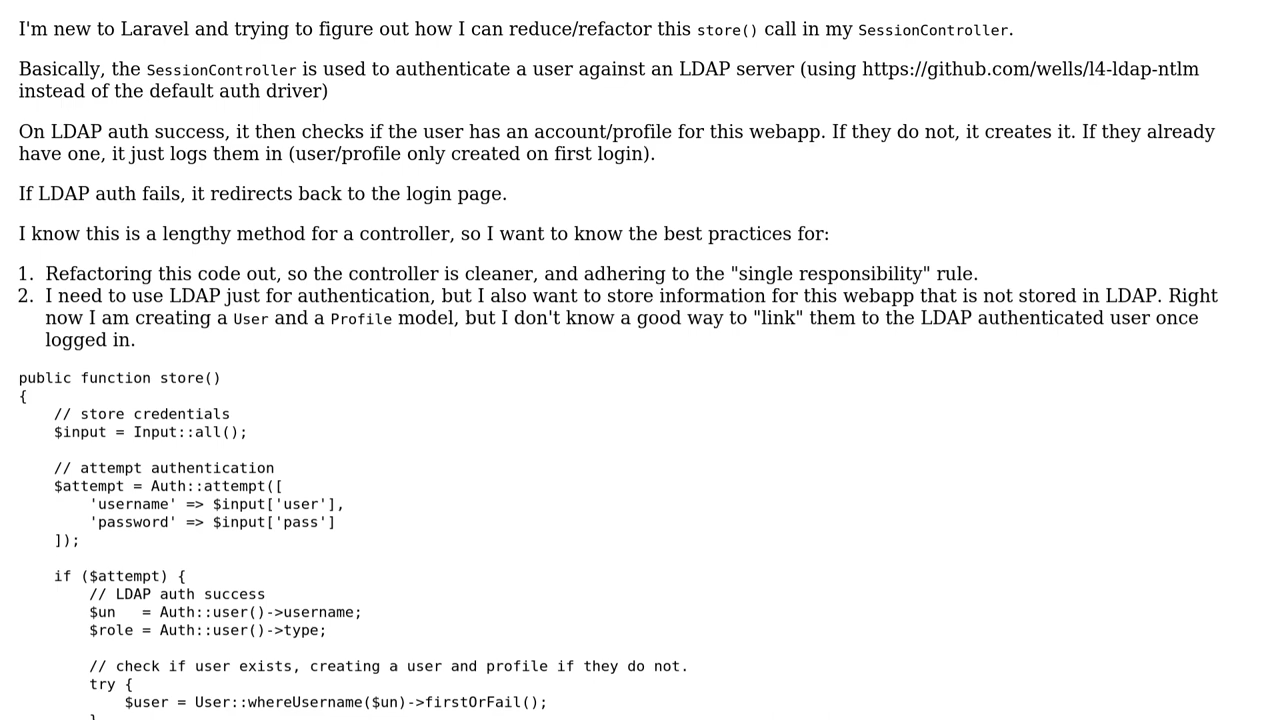 I'm new to Laravel and trying to figure out how I can reduce/refactor this store() call in my SessionController.
Basically, the SessionController is used to authenticate a user against an LDAP server (using https://github.com/wells/l4-ldap-ntlm
instead of the default auth driver)
On LDAP auth success, it then checks if the user has an account/profile for this webapp. If they do not, it creates it. If they already
have one, it just logs them in (user/profile only created on first login).
If LDAP auth fails, it redirects back to the login page.
I know this is a lengthy method for a controller, so I want to know the best practices for:
1. Refactoring this code out, so the controller is cleaner, and adhering to the "single responsibility" rule.
2. I need to use LDAP just for authentication, but I also want to store information for this webapp that is not stored in LDAP. Right
now I am creating a User and a Profile model, but I don't know a good way to "link" them to the LDAP authenticated user once
logged in.
public function store()
{
    // store credentials
    $input = Input::all();

    // attempt authentication
    $attempt = Auth::attempt([
        'username' => $input['user'],
        'password' => $input['pass']
    ]);

    if ($attempt) {
        // LDAP auth success
        $un   = Auth::user()->username;
        $role = Auth::user()->type;

        // check if user exists, creating a user and profile if they do not.
        try {
            $user = User::whereUsername($un)->firstOrFail();
        }